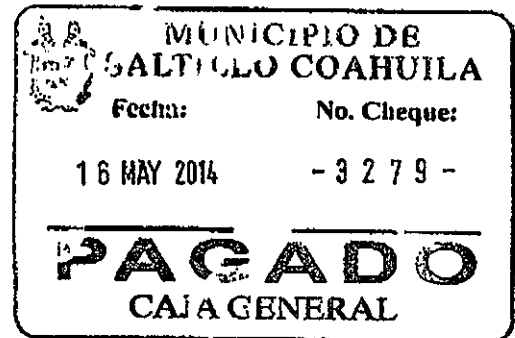 MUNICIPIO DE
SALTILLO COAHUILA
Fecha: No. Cheque:
16 MAY 2014 -3279-
PAGADO
CAJA GENERAL